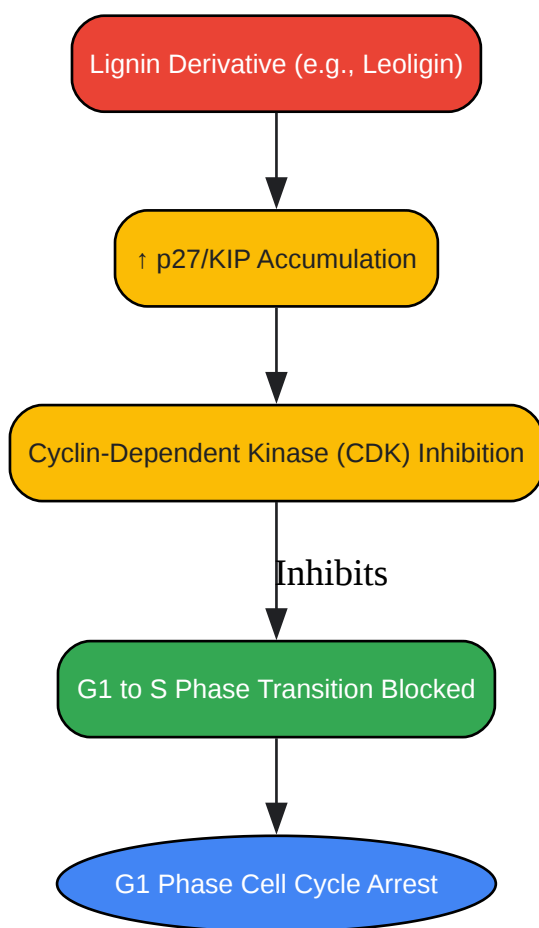 Lignin Derivative (e.g., Leoligin)
↑ p27/KIP Accumulation
Cyclin-Dependent Kinase (CDK) Inhibition
Inhibits
G1 to S Phase Transition Blocked
G1 Phase Cell Cycle Arrest